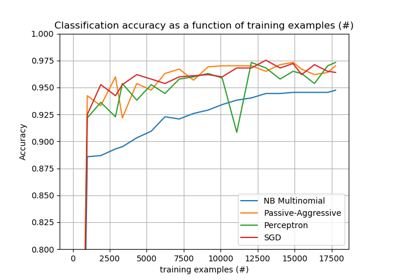 Classification accuracy as a function of training examples (#)
1.000
0.975
0.950
0.925
0.900
0.875
0.850
0.825
0.800
Accuracy
NB Multinomial
Passive-Aggressive
Perceptron
SGD
0 2500 5000 7500 10000 12500 15000 17500
training examples (#)